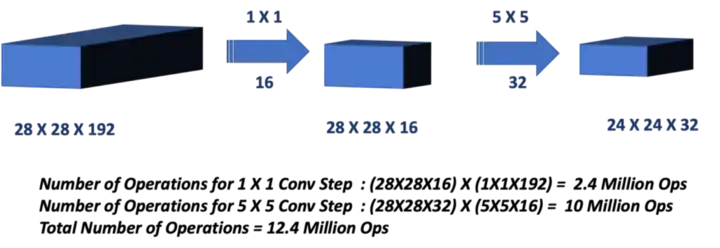 1 X 1
5 X 5
16
32
28 X 28 X 192
28 X 28 X 16
24 X 24 X 32
Number of Operations for 1 X 1 Conv Step : (28X28X16) X (1X1X192) = 2.4 Million Ops
Number of Operations for 5 X 5 Conv Step : (28X28X32) X (5X5X16) = 10 Million Ops
Total Number of Operations = 12.4 Million Ops